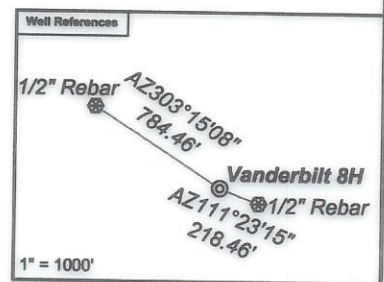 Well References
1/2" Rebar
AZ303°15'08"
784.46'
Vanderbilt 8H
AZ111°23'15"
218.46'
1/2" Rebar
1" = 1000'